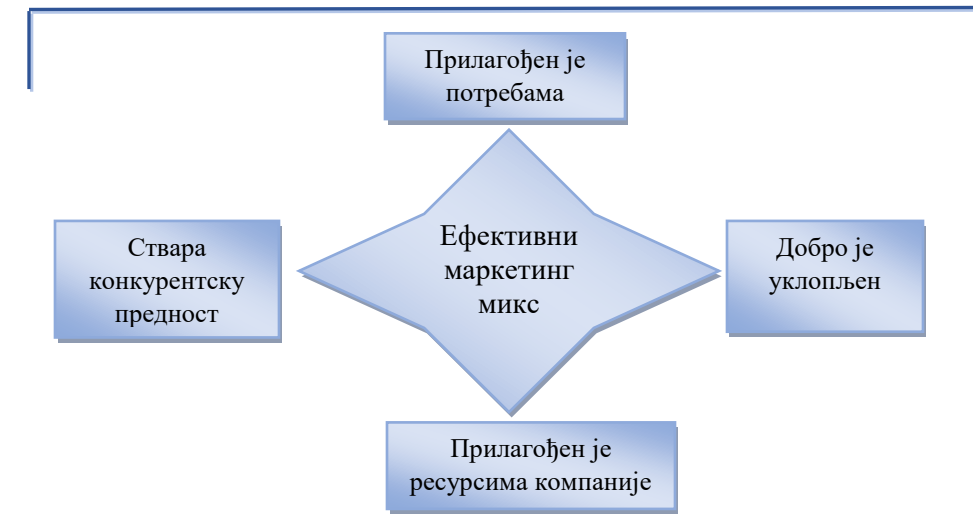 Прилагођен је
потребама
Ствара
конкурентску
предност
Ефективни
маркетинг
микс
Добро је
уклопљен
Прилагођен је
ресурсима компаније